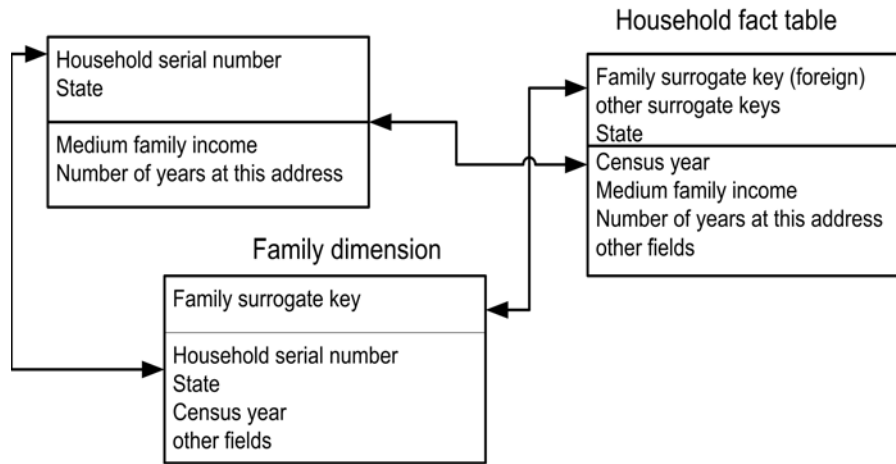 Household fact table
Household serial number
State
Medium family income
Number of years at this address
Family surrogate key (foreign)
other surrogate keys
State
Census year
Medium family income
Number of years at this address
other fields
Family dimension
Family surrogate key
Household serial number
State
Census year
other fields